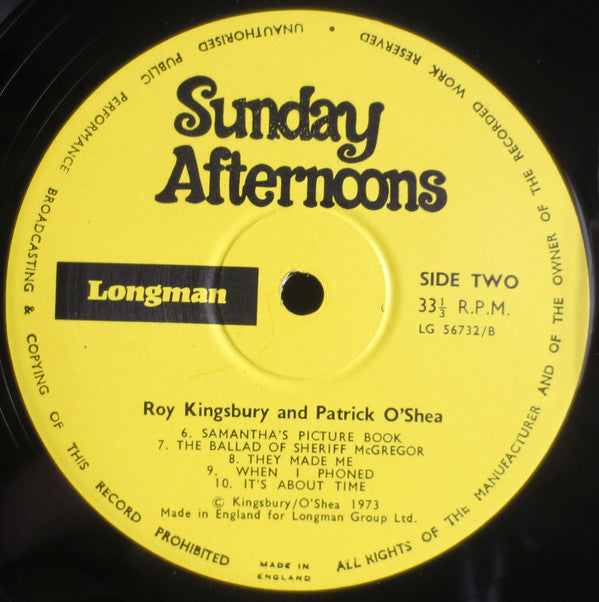 Sunday
Afternoons
Longman
SIDE TWO
33⅓ R.P.M.
LG 56732/B
Roy Kingsbury and Patrick O'Shea
6. SAMANTHA'S PICTURE BOOK
7. THE BALLAD OF SHERIFF McGREGOR
8. THEY MADE ME
9. WHEN I PHONED
10. IT'S ABOUT TIME
© Kingsbury/O'Shea 1973
Made in England for Longman Group Ltd.
MADE IN
ENGLAND
ALL RIGHTS OF THE MANUFACTURER AND OF THE OWNER OF THE RECORDED WORK RESERVED • UNAUTHORISED PUBLIC PERFORMANCE BROADCASTING & COPYING OF THIS RECORD PROHIBITED